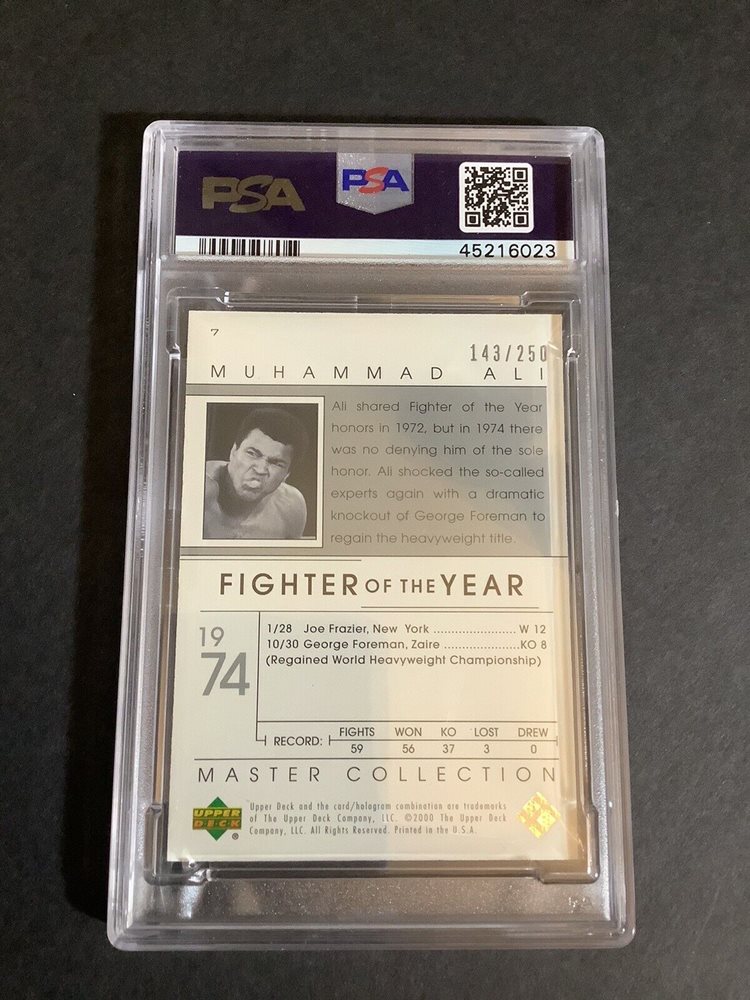 PSA
PSA
45216023
7
143/250
MUHAMMAD ALI
Ali shared Fighter of the Year
honors in 1972, but in 1974 there
was no denying him of the sole
honor. Ali shocked the so-called
experts again with a dramatic
knockout of George Foreman to
regain the heavyweight title.
FIGHTER OF THE YEAR
19
74
1/28 Joe Frazier, New York ................ W 12
10/30 George Foreman, Zaire ................KO 8
(Regained World Heavyweight Championship)
RECORD: FIGHTS WON KO LOST DREW
59 56 37 3 0
MASTER COLLECTION
UPPER
DECK
®
Upper Deck and the card/hologram combination are trademarks
of The Upper Deck Company, LLC. ©2000 The Upper Deck
Company, LLC. All Rights Reserved. Printed in the U.S.A.